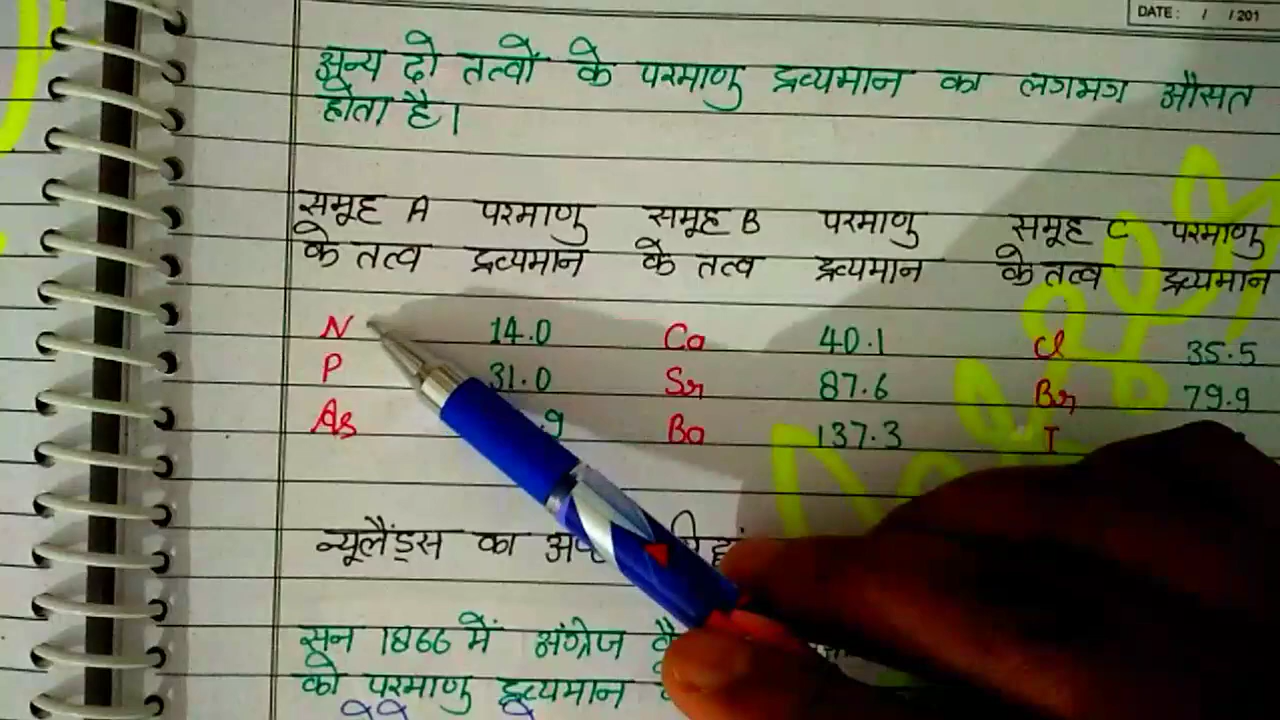 DATE: / /201
अन्य दो तत्वों के परमाणु द्रव्यमान का लगभग औसत
होता है।
समूह A परमाणु समूह B परमाणु समूह C परमाणु
के तत्व द्रव्यमान के तत्व द्रव्यमान के तत्व द्रव्यमान
N 14.0 Ca 40.1 Cl 35.5
P 31.0 Sr 87.6 Br 79.9
As .9 Ba 137.3 I
न्यूलैंड्स का
सन 1866 में अंग्रेज
को परमाणु द्रव्यमान